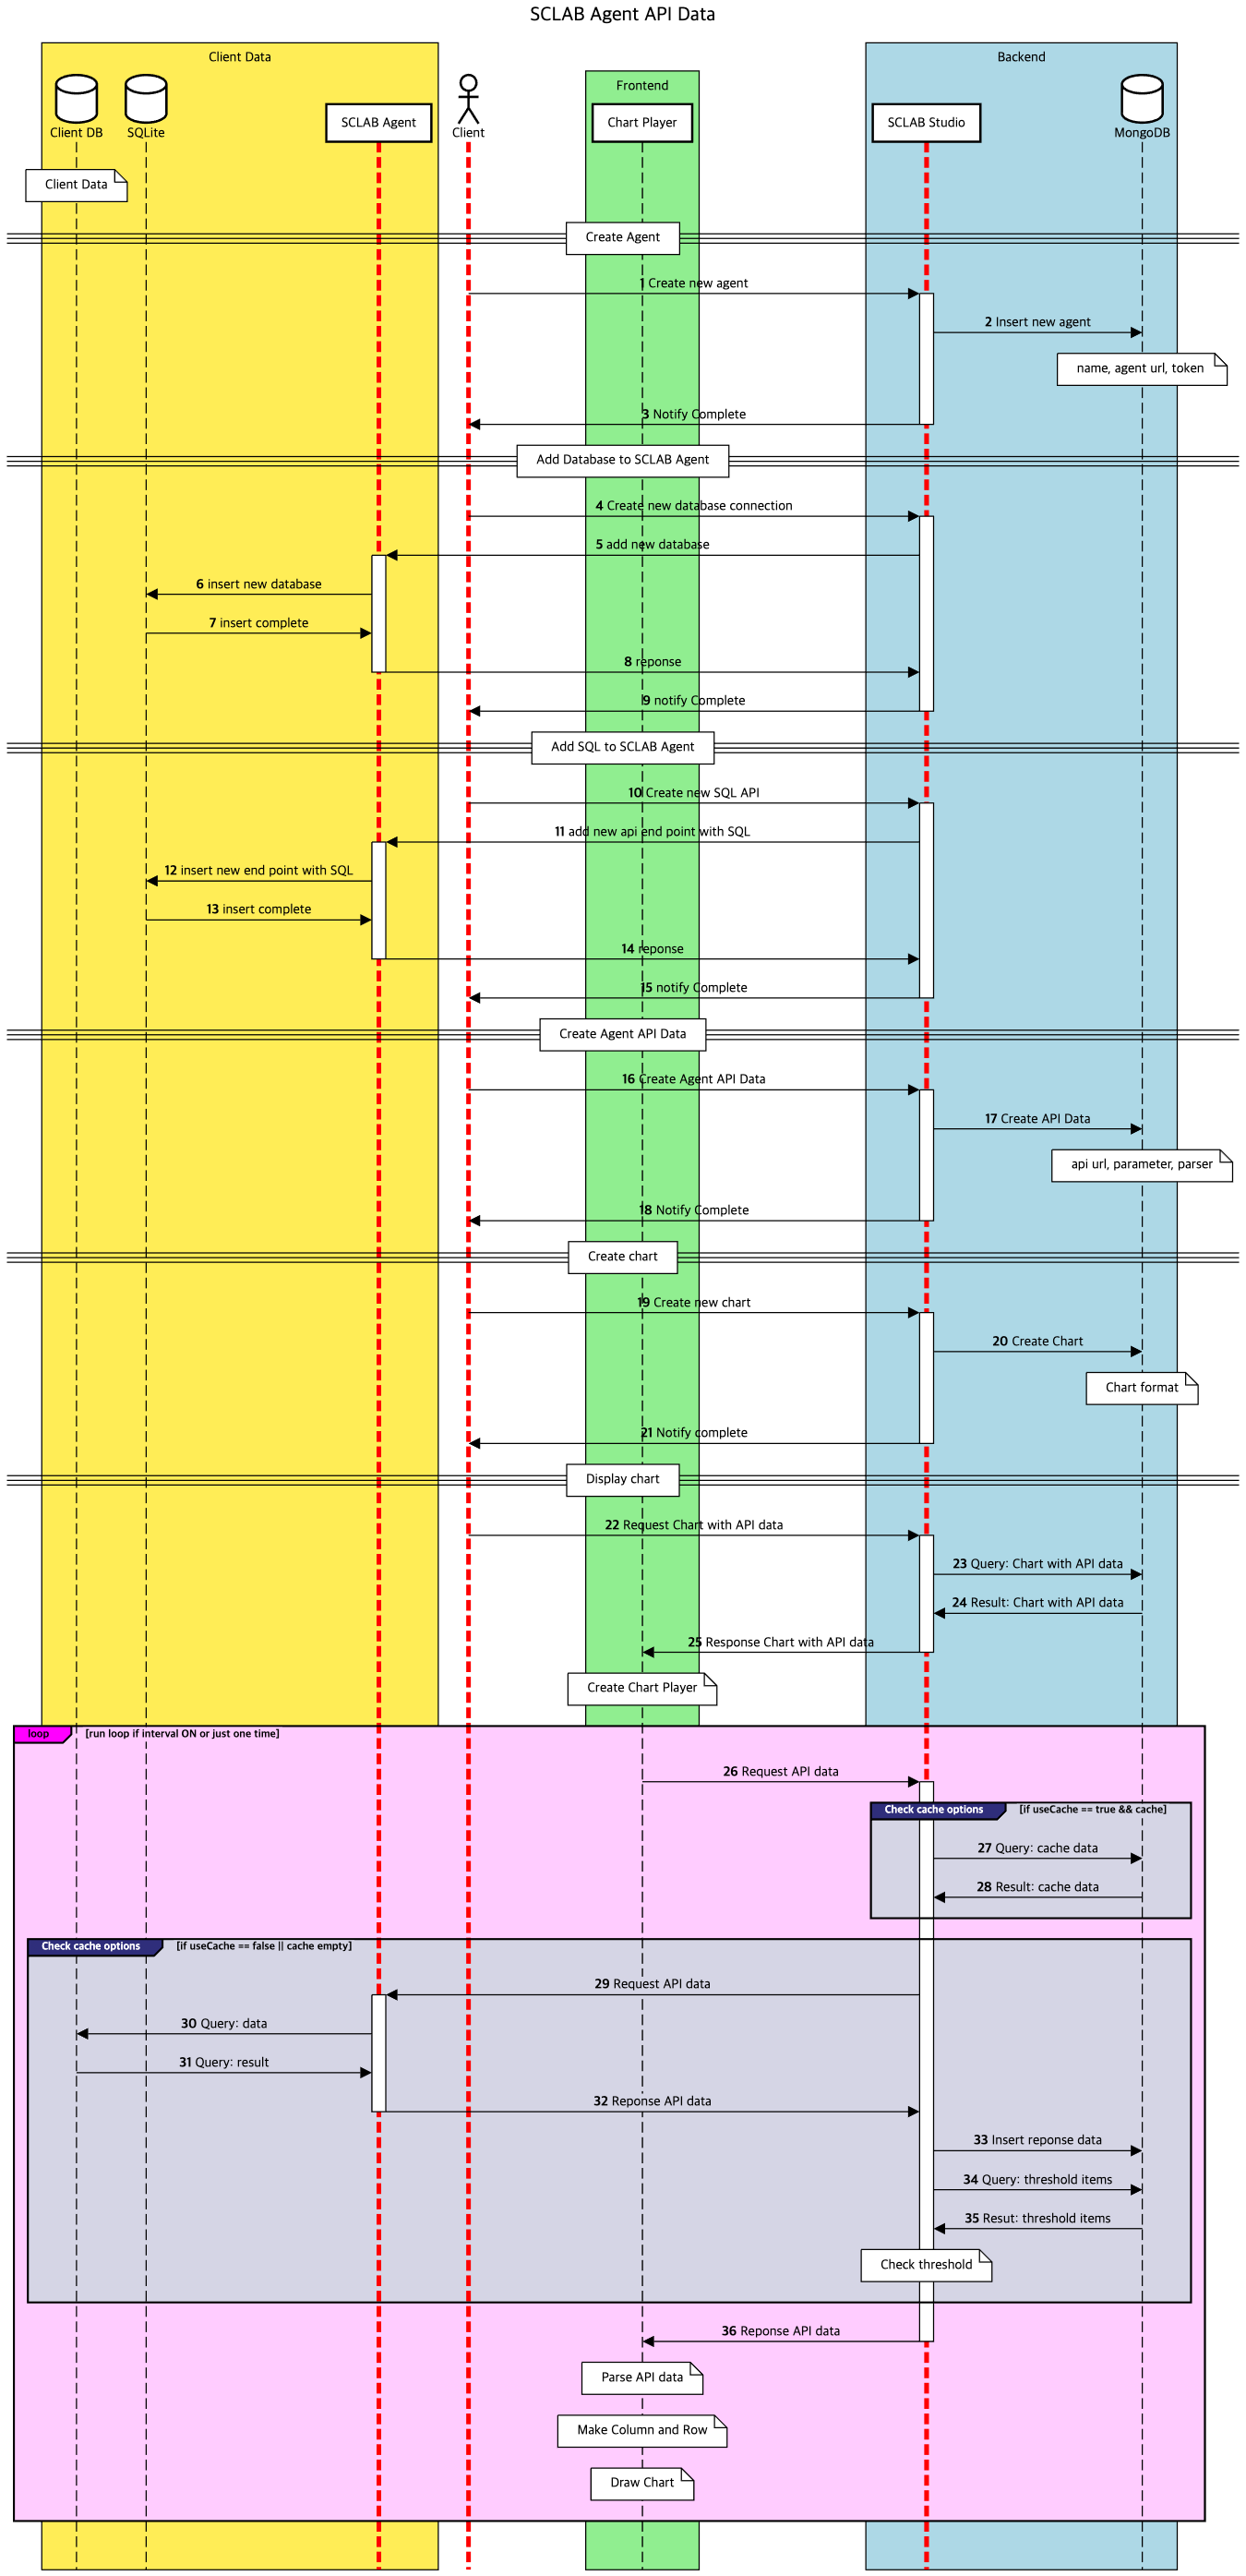 SCLAB Agent API Data
Client Data
Frontend
Backend
Client DB
SQLite
SCLAB Agent
Client
Chart Player
SCLAB Studio
MongoDB
Client Data
Create Agent
1 Create new agent
2 Insert new agent
name, agent url, token
3 Notify Complete
Add Database to SCLAB Agent
4 Create new database connection
5 add new database
6 insert new database
7 insert complete
8 reponse
9 notify Complete
Add SQL to SCLAB Agent
10 Create new SQL API
11 add new api end point with SQL
12 insert new end point with SQL
13 insert complete
14 reponse
15 notify Complete
Create Agent API Data
16 Create Agent API Data
17 Create API Data
api url, parameter, parser
18 Notify Complete
Create chart
19 Create new chart
20 Create Chart
Chart format
21 Notify complete
Display chart
22 Request Chart with API data
23 Query: Chart with API data
24 Result: Chart with API data
25 Response Chart with API data
Create Chart Player
loop [run loop if interval ON or just one time]
26 Request API data
Check cache options [if useCache == true && cache]
27 Query: cache data
28 Result: cache data
Check cache options [if useCache == false || cache empty]
29 Request API data
30 Query: data
31 Query: result
32 Reponse API data
33 Insert reponse data
34 Query: threshold items
35 Resut: threshold items
Check threshold
36 Reponse API data
Parse API data
Make Column and Row
Draw Chart